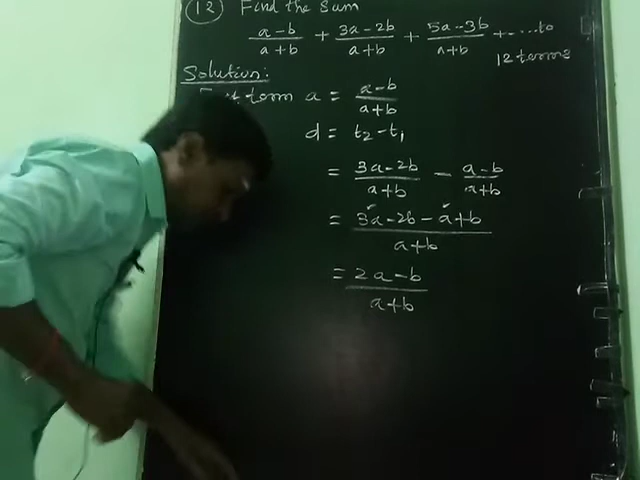 (12) Find the Sum
a-b/a+b + 3a-2b/a+b + 5a-3b/a+b + ....to
12 terms
Solution:
term a = a-b/a+b
d = t₂-t₁
= 3a-2b/a+b - a-b/a+b
= 3a-2b-a+b/a+b
= 2a-b/a+b